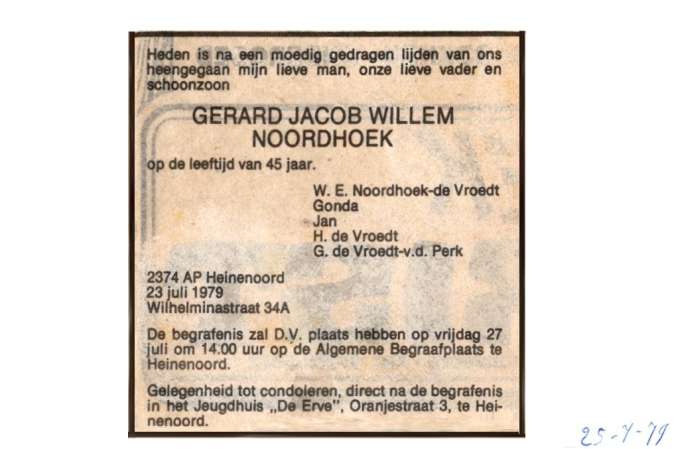 Heden is na een moedig gedragen lijden van ons
heengegaan mijn lieve man, onze lieve vader en
schoonzoon
GERARD JACOB WILLEM
NOORDHOEK
op de leeftijd van 45 jaar.
W. E. Noordhoek-de Vroedt
Gonda
Jan
H. de Vroedt
G. de Vroedt-v.d. Perk
2374 AP Heinenoord
23 juli 1979
Wilhelminastraat 34A
De begrafenis zal D.V. plaats hebben op vrijdag 27
juli om 14.00 uur op de Algemene Begraafplaats te
Heinenoord.
Gelegenheid tot condoleren, direct na de begrafenis
in het Jeugdhuis „De Erve", Oranjestraat 3, te Hei-
nenoord.
25-7-79